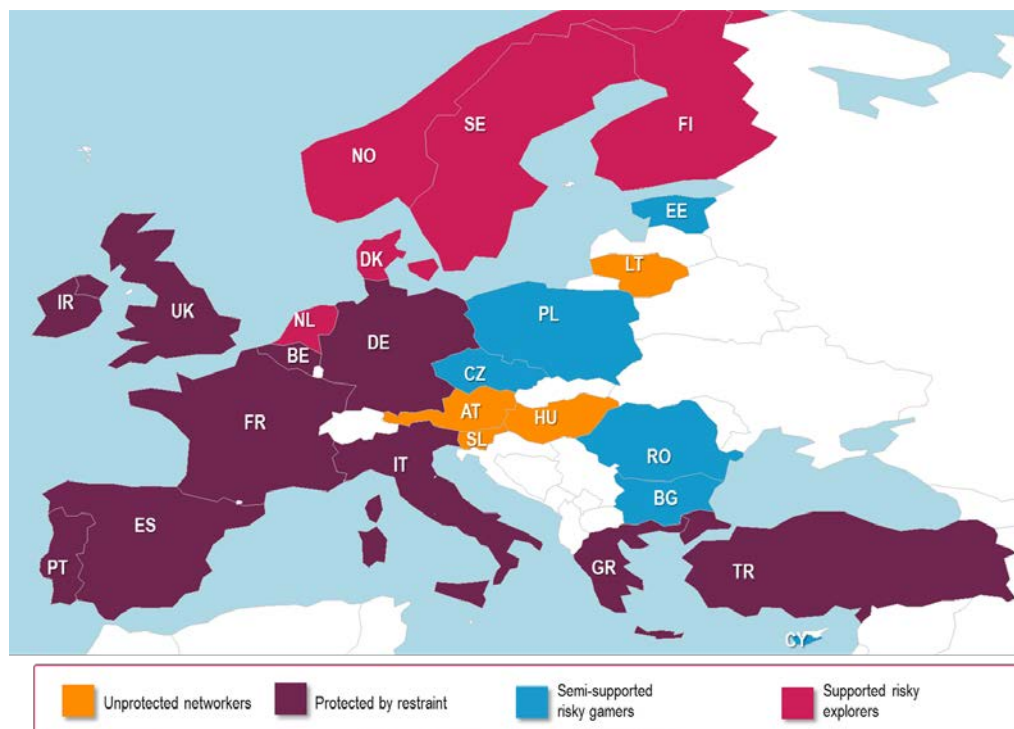 SE
FI
NO
EE
DK
LT
IR
UK
NL
PL
BE
DE
CZ
AT
HU
FR
SL
RO
IT
BG
ES
PT
GR
TR
CY
Unprotected networkers
Protected by restraint
Semi-supported
risky gamers
Supported risky
explorers